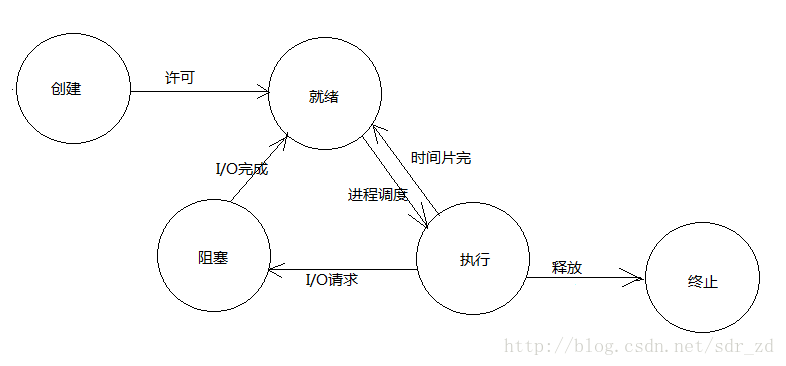 创建
许可
就绪
时间片完
I/O完成
进程调度
阻塞
执行
I/O请求
释放
终止
http://blog.csdn.net/sdr_zd